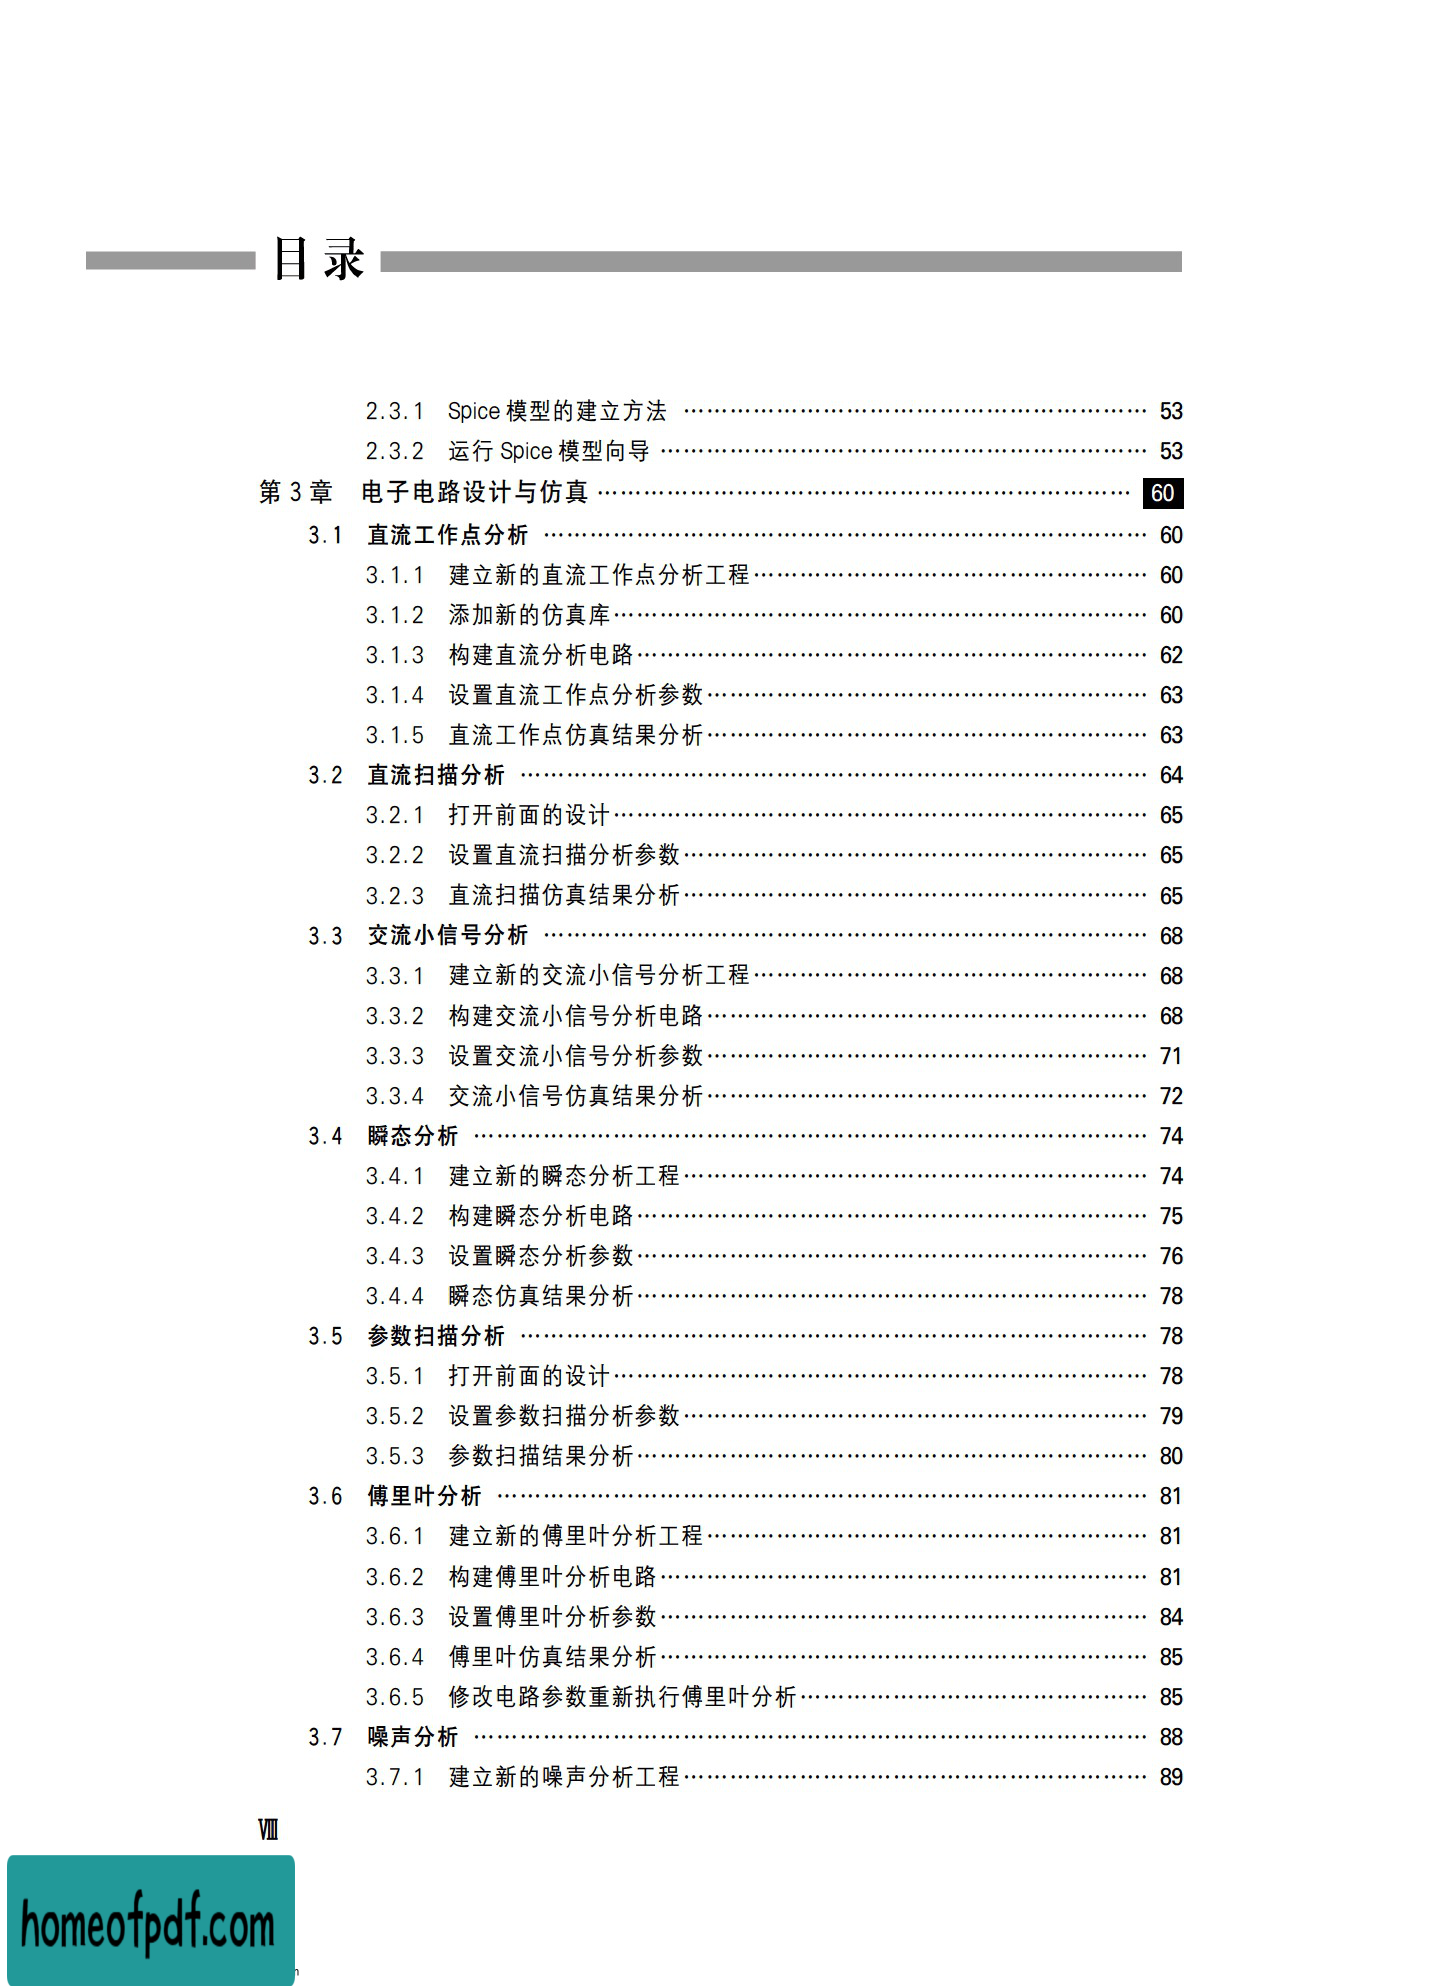 目录
2.3.1 Spice 模型的建立方法 …………………………………………………… 53
2.3.2 运行 Spice 模型向导 …………………………………………………… 53
第 3 章 电子电路设计与仿真 …………………………………………………… 60
3.1 直流工作点分析 …………………………………………………… 60
3.1.1 建立新的直流工作点分析工程 …………………………………………………… 60
3.1.2 添加新的仿真库 …………………………………………………… 60
3.1.3 构建直流分析电路 …………………………………………………… 62
3.1.4 设置直流工作点分析参数 …………………………………………………… 63
3.1.5 直流工作点仿真结果分析 …………………………………………………… 63
3.2 直流扫描分析 …………………………………………………… 64
3.2.1 打开前面的设计 …………………………………………………… 65
3.2.2 设置直流扫描分析参数 …………………………………………………… 65
3.2.3 直流扫描仿真结果分析 …………………………………………………… 65
3.3 交流小信号分析 …………………………………………………… 68
3.3.1 建立新的交流小信号分析工程 …………………………………………………… 68
3.3.2 构建交流小信号分析电路 …………………………………………………… 68
3.3.3 设置交流小信号分析参数 …………………………………………………… 71
3.3.4 交流小信号仿真结果分析 …………………………………………………… 72
3.4 瞬态分析 …………………………………………………… 74
3.4.1 建立新的瞬态分析工程 …………………………………………………… 74
3.4.2 构建瞬态分析电路 …………………………………………………… 75
3.4.3 设置瞬态分析参数 …………………………………………………… 76
3.4.4 瞬态仿真结果分析 …………………………………………………… 78
3.5 参数扫描分析 …………………………………………………… 78
3.5.1 打开前面的设计 …………………………………………………… 78
3.5.2 设置参数扫描分析参数 …………………………………………………… 79
3.5.3 参数扫描结果分析 …………………………………………………… 80
3.6 傅里叶分析 …………………………………………………… 81
3.6.1 建立新的傅里叶分析工程 …………………………………………………… 81
3.6.2 构建傅里叶分析电路 …………………………………………………… 81
3.6.3 设置傅里叶分析参数 …………………………………………………… 84
3.6.4 傅里叶仿真结果分析 …………………………………………………… 85
3.6.5 修改电路参数重新执行傅里叶分析 …………………………………………………… 85
3.7 噪声分析 …………………………………………………… 88
3.7.1 建立新的噪声分析工程 …………………………………………………… 89
Ⅷ
homeofpdf.com